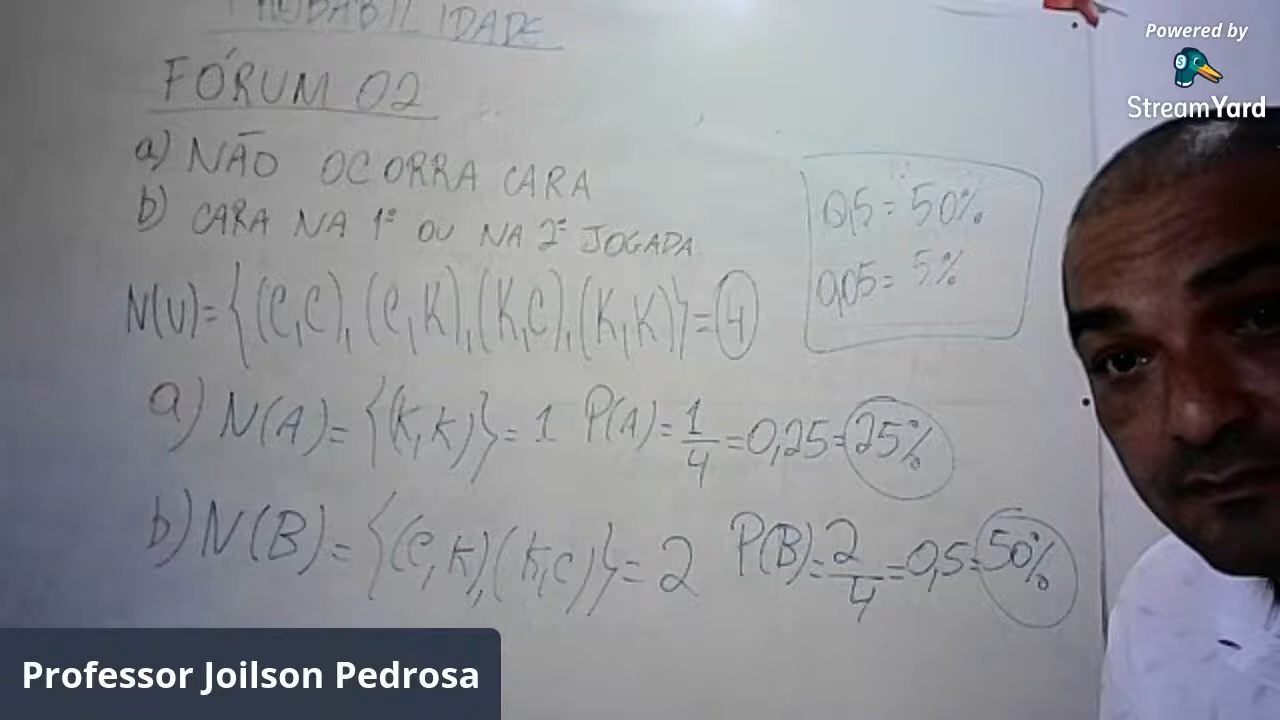 PROBABILIDADE
FÓRUM 02
a) NÃO OCORRA CARA
b) CARA NA 1ª OU NA 2ª JOGADA
N(U)={(C,C),(C,K),(K,C),(K,K)}=4
a) N(A)={(K,K)}=1 P(A)=1/4=0,25=25%
b) N(B)={(C,K),(K,C)}=2 P(B)=2/4=0,5=50%
0,5=50%
0,05=5%
Powered by
StreamYard
Professor Joilson Pedrosa